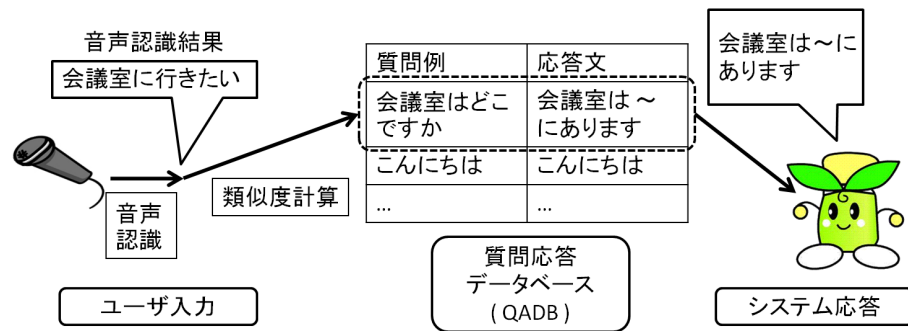 音声認識結果
会議室に行きたい
音声
認識
類似度計算
ユーザ入力
質問例
応答文
会議室はどこ
ですか
会議室は～
にあります
こんにちは
こんにちは
...
...
質問応答
データベース
( QADB )
会議室は～に
あります
システム応答